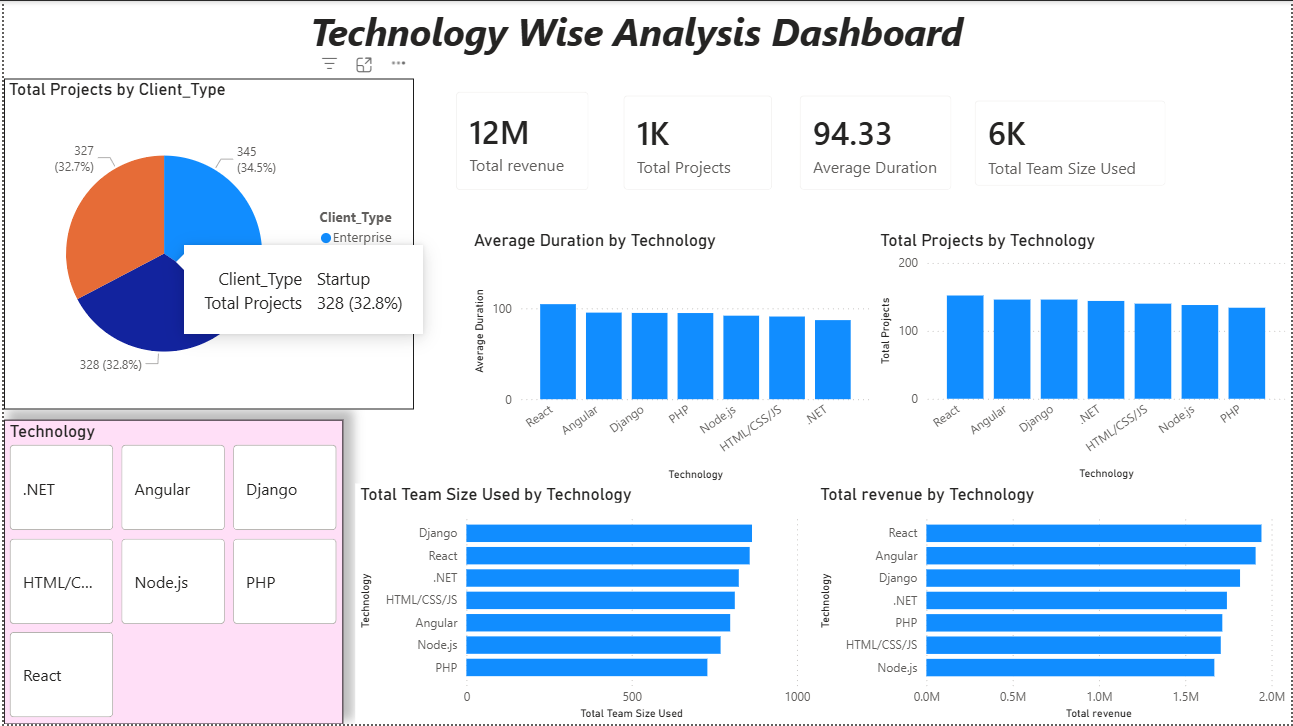 Technology Wise Analysis Dashboard
Total Projects by Client_Type
327
(32.7%)
345
(34.5%)
Client_Type
Enterprise
Client_Type Startup
Total Projects 328 (32.8%)
328 (32.8%)
12M
Total revenue
1K
Total Projects
94.33
Average Duration
6K
Total Team Size Used
Average Duration by Technology
Average Duration
100
0
React
Angular
Django
PHP
Node.js
HTML/CSS/JS
.NET
Technology
Total Projects by Technology
Total Projects
200
100
0
React
Angular
Django
.NET
HTML/CSS/JS
Node.js
PHP
Technology
Technology
.NET
Angular
Django
HTML/C...
Node.js
PHP
React
Total Team Size Used by Technology
Technology
Django
React
.NET
HTML/CSS/JS
Angular
Node.js
PHP
0 500 1000
Total Team Size Used
Total revenue by Technology
Technology
React
Angular
Django
.NET
PHP
HTML/CSS/JS
Node.js
0.0M 0.5M 1.0M 1.5M 2.0M
Total revenue